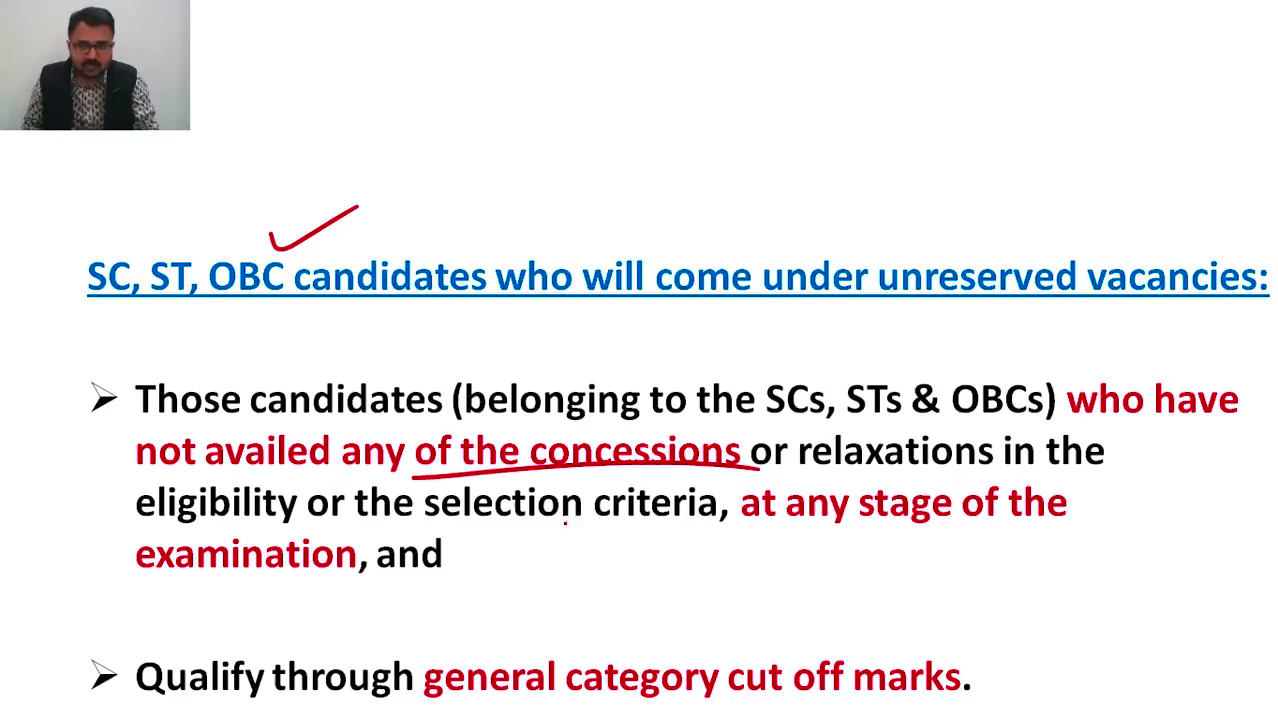 SC, ST, OBC candidates who will come under unreserved vacancies:
Those candidates (belonging to the SCs, STs & OBCs) who have
not availed any of the concessions or relaxations in the
eligibility or the selection criteria, at any stage of the
examination, and
Qualify through general category cut off marks.